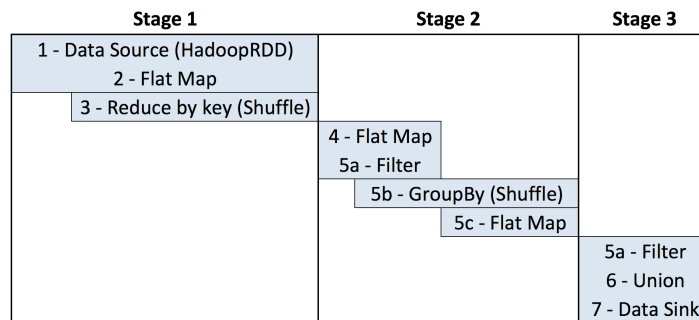 Stage 1 Stage 2 Stage 3
1 - Data Source (HadoopRDD)
2 - Flat Map
3 - Reduce by key (Shuffle)
4 - Flat Map
5a - Filter
5b - GroupBy (Shuffle)
5c - Flat Map
5a - Filter
6 - Union
7 - Data Sink